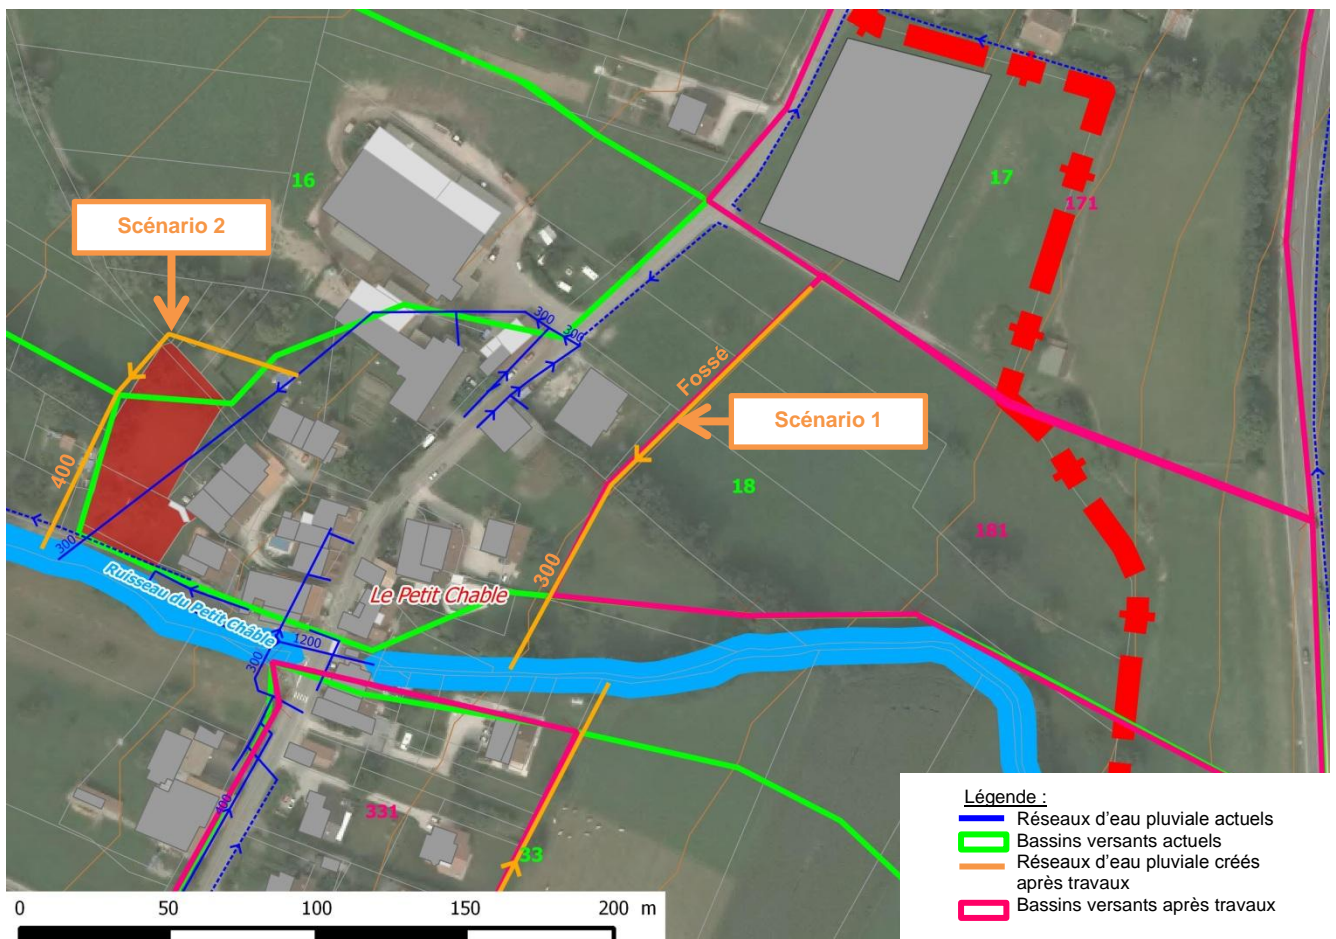 16
17
171
Scénario 2
300
300
Fossé
Scénario 1
400
18
181
300
300
Le Petit Chable
Ruisseau du Petit Châble
1200
300
400
331
33
Légende :
Réseaux d'eau pluviale actuels
Bassins versants actuels
Réseaux d'eau pluviale créés
après travaux
Bassins versants après travaux
0 50 100 150 200 m